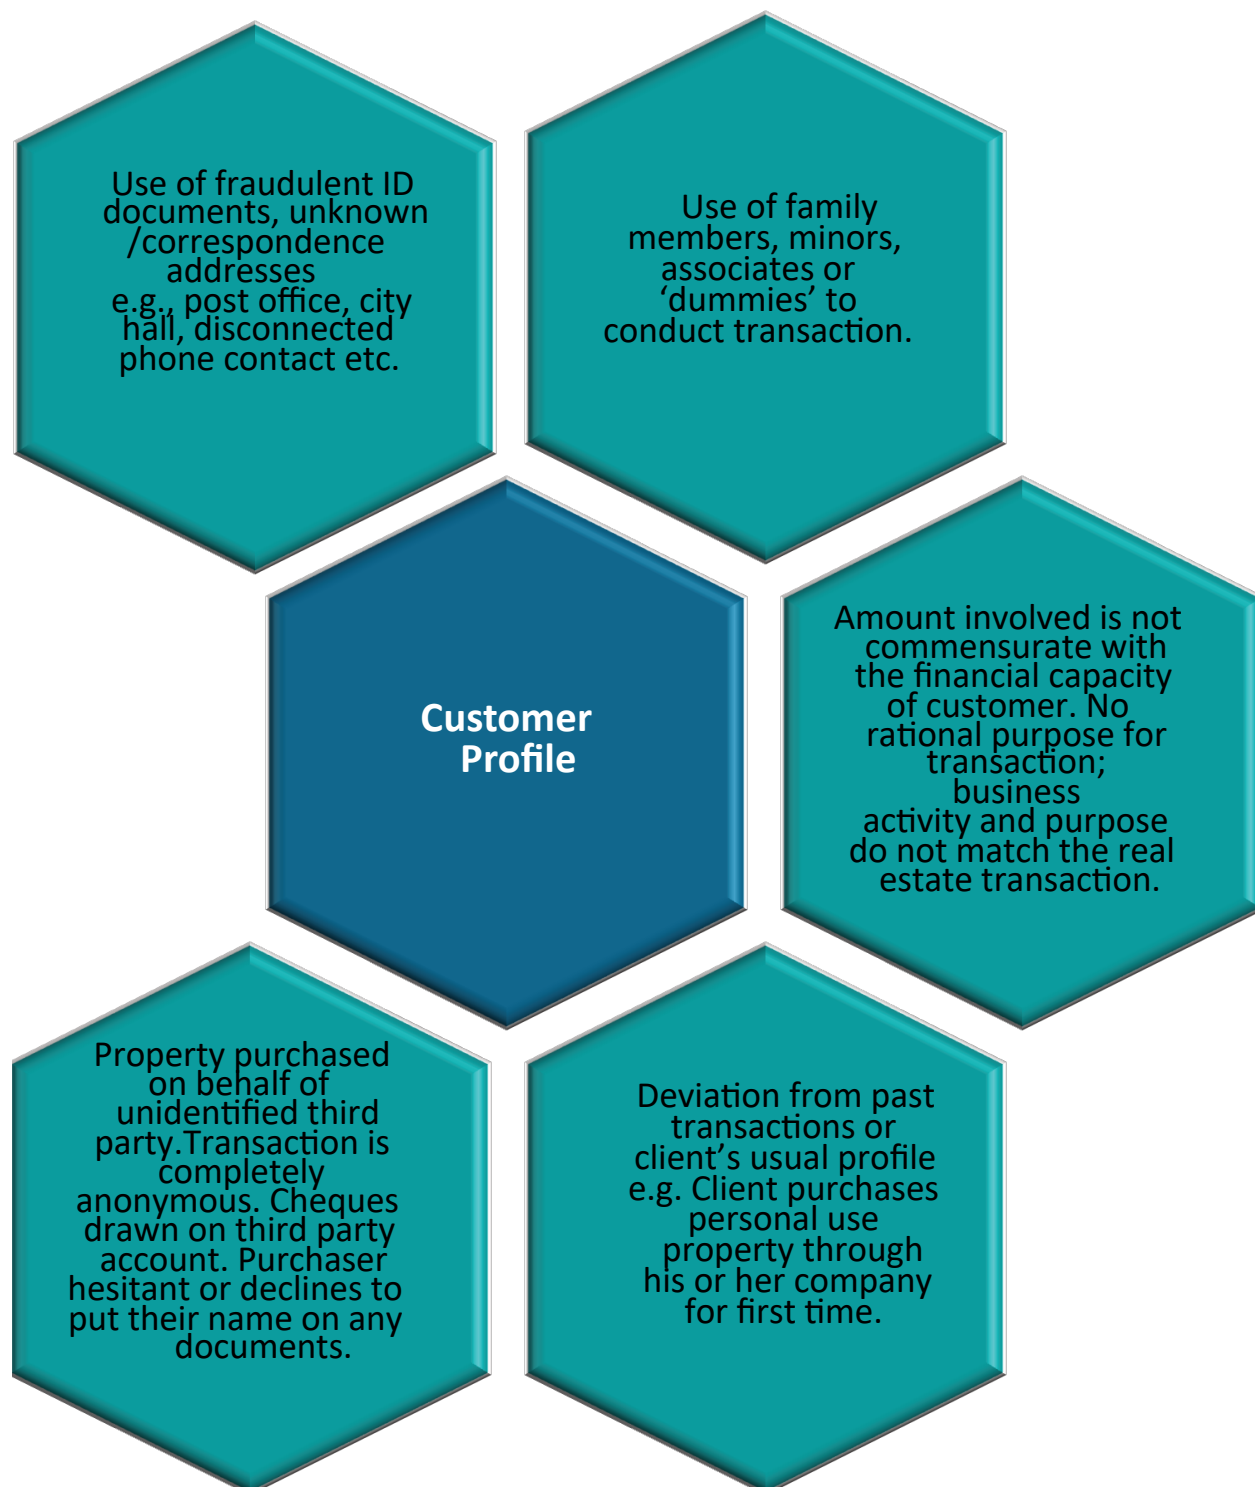 Use of fraudulent ID
documents, unknown
/correspondence
addresses
e.g., post office, city
hall, disconnected
phone contact etc.
Use of family
members, minors,
associates or
‘dummies’ to
conduct transaction.
Customer
Profile
Amount involved is not
commensurate with
the financial capacity
of customer. No
rational purpose for
transaction;
business
activity and purpose
do not match the real
estate transaction.
Property purchased
on behalf of
unidentified third
party.Transaction is
completely
anonymous. Cheques
drawn on third party
account. Purchaser
hesitant or declines to
put their name on any
documents.
Deviation from past
transactions or
client’s usual profile
e.g. Client purchases
personal use
property through
his or her company
for first time.